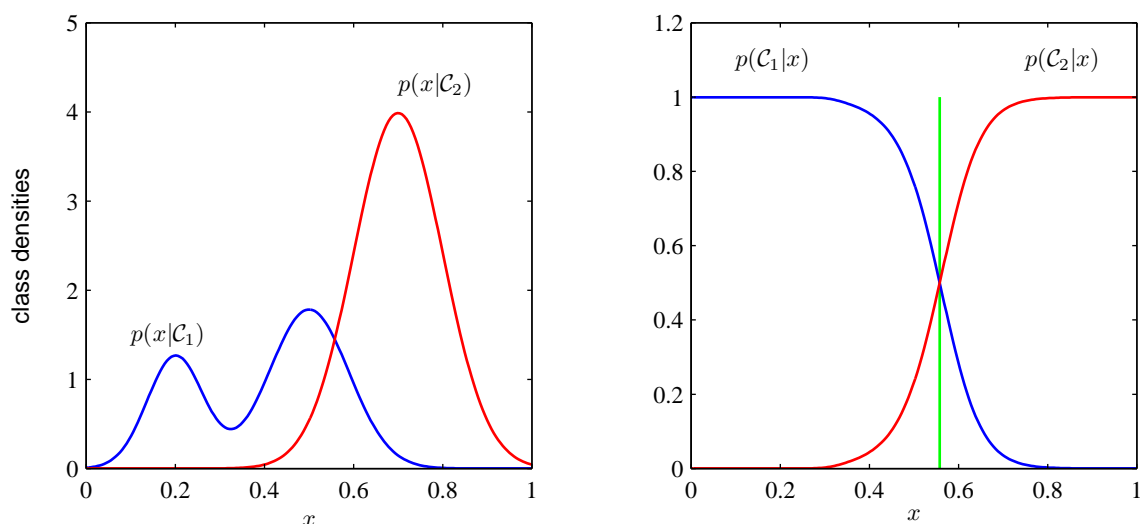 class densities
5
4
3
2
1
0
p(x|C₂)
p(x|C₁)
0 0.2 0.4 0.6 0.8 1
x
1.2
1
0.8
0.6
0.4
0.2
0
p(C₁|x) p(C₂|x)
0 0.2 0.4 0.6 0.8 1
x